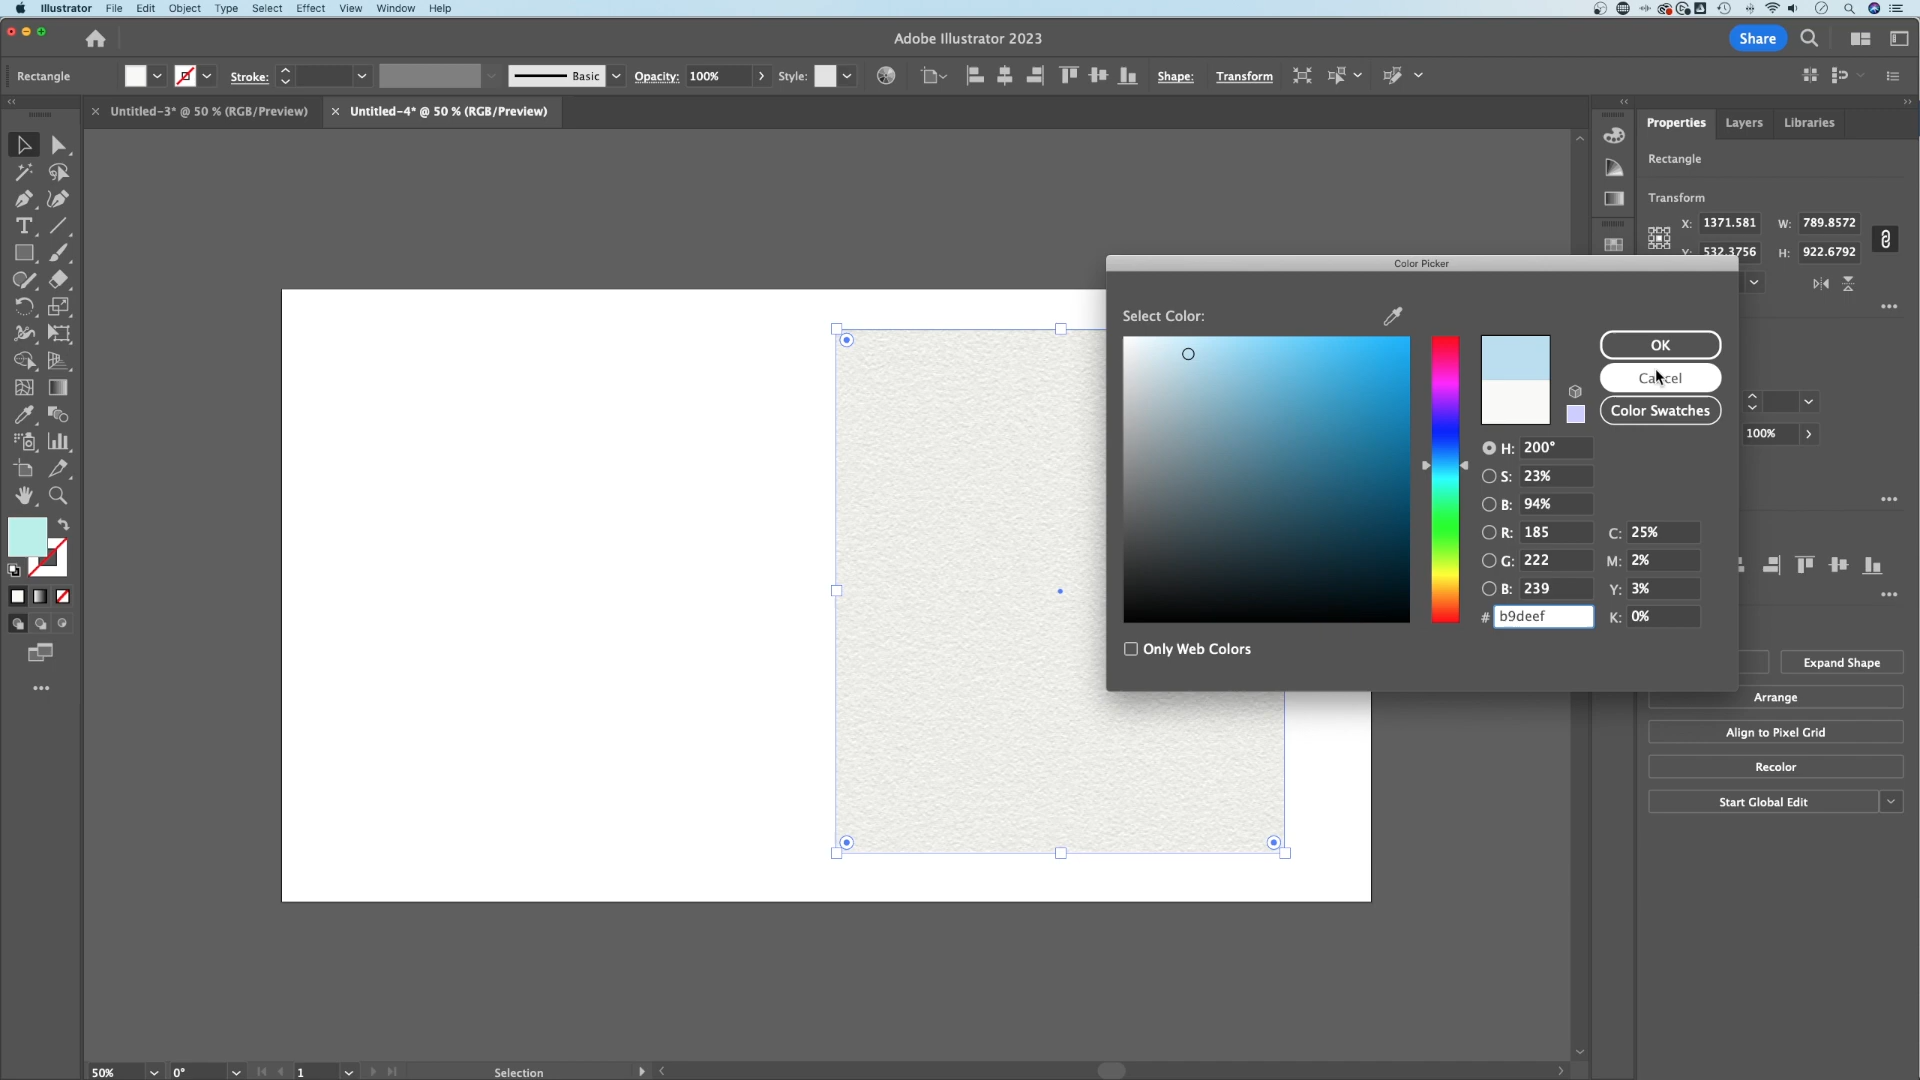 Illustrator File Edit Object Type Select Effect View Window Help
Adobe Illustrator 2023
Share
Rectangle
Stroke:
Basic
Opacity:
100%
Style:
Shape:
Transform
Untitled-3* @ 50 % (RGB/Preview)
Untitled-4* @ 50 % (RGB/Preview)
Properties
Layers
Libraries
Rectangle
Transform
X: 1371.581
W: 789.8572
Y: 532.3756
H: 922.6792
Color Picker
Select Color:
OK
Cancel
Color Swatches
100%
H: 200°
S: 23%
B: 94%
R: 185
C: 25%
G: 222
M: 2%
B: 239
Y: 3%
# b9deef
K: 0%
Only Web Colors
Expand Shape
Arrange
Align to Pixel Grid
Recolor
Start Global Edit
50%
0°
1
Selection